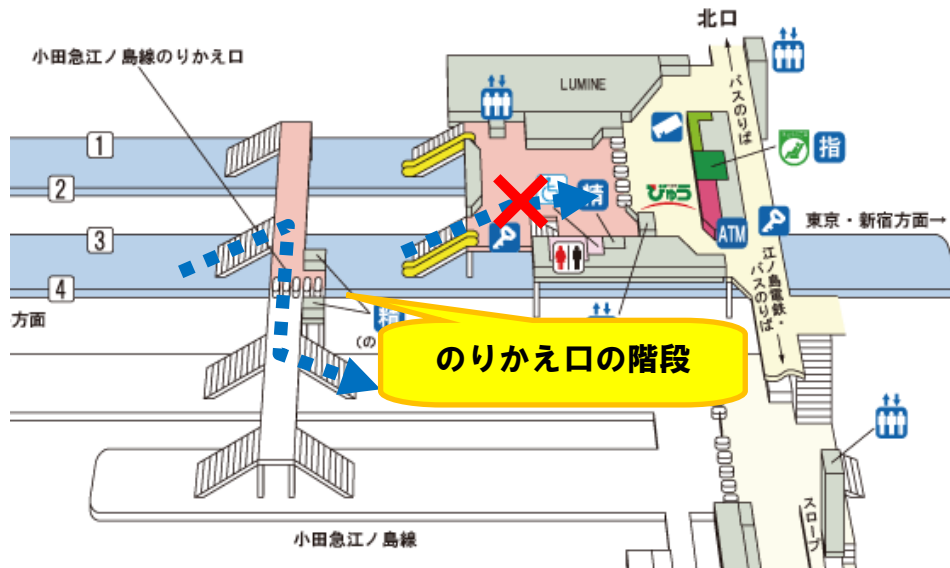 北口
小田急江ノ島線のりかえ口
LUMINE
バスのりば
1
2
3
4
精
びゅう
指
ATM
東京・新宿方面→
江ノ島電鉄・
バスのりば
方面
精
(の
のりかえ口の階段
小田急江ノ島線
スロープ